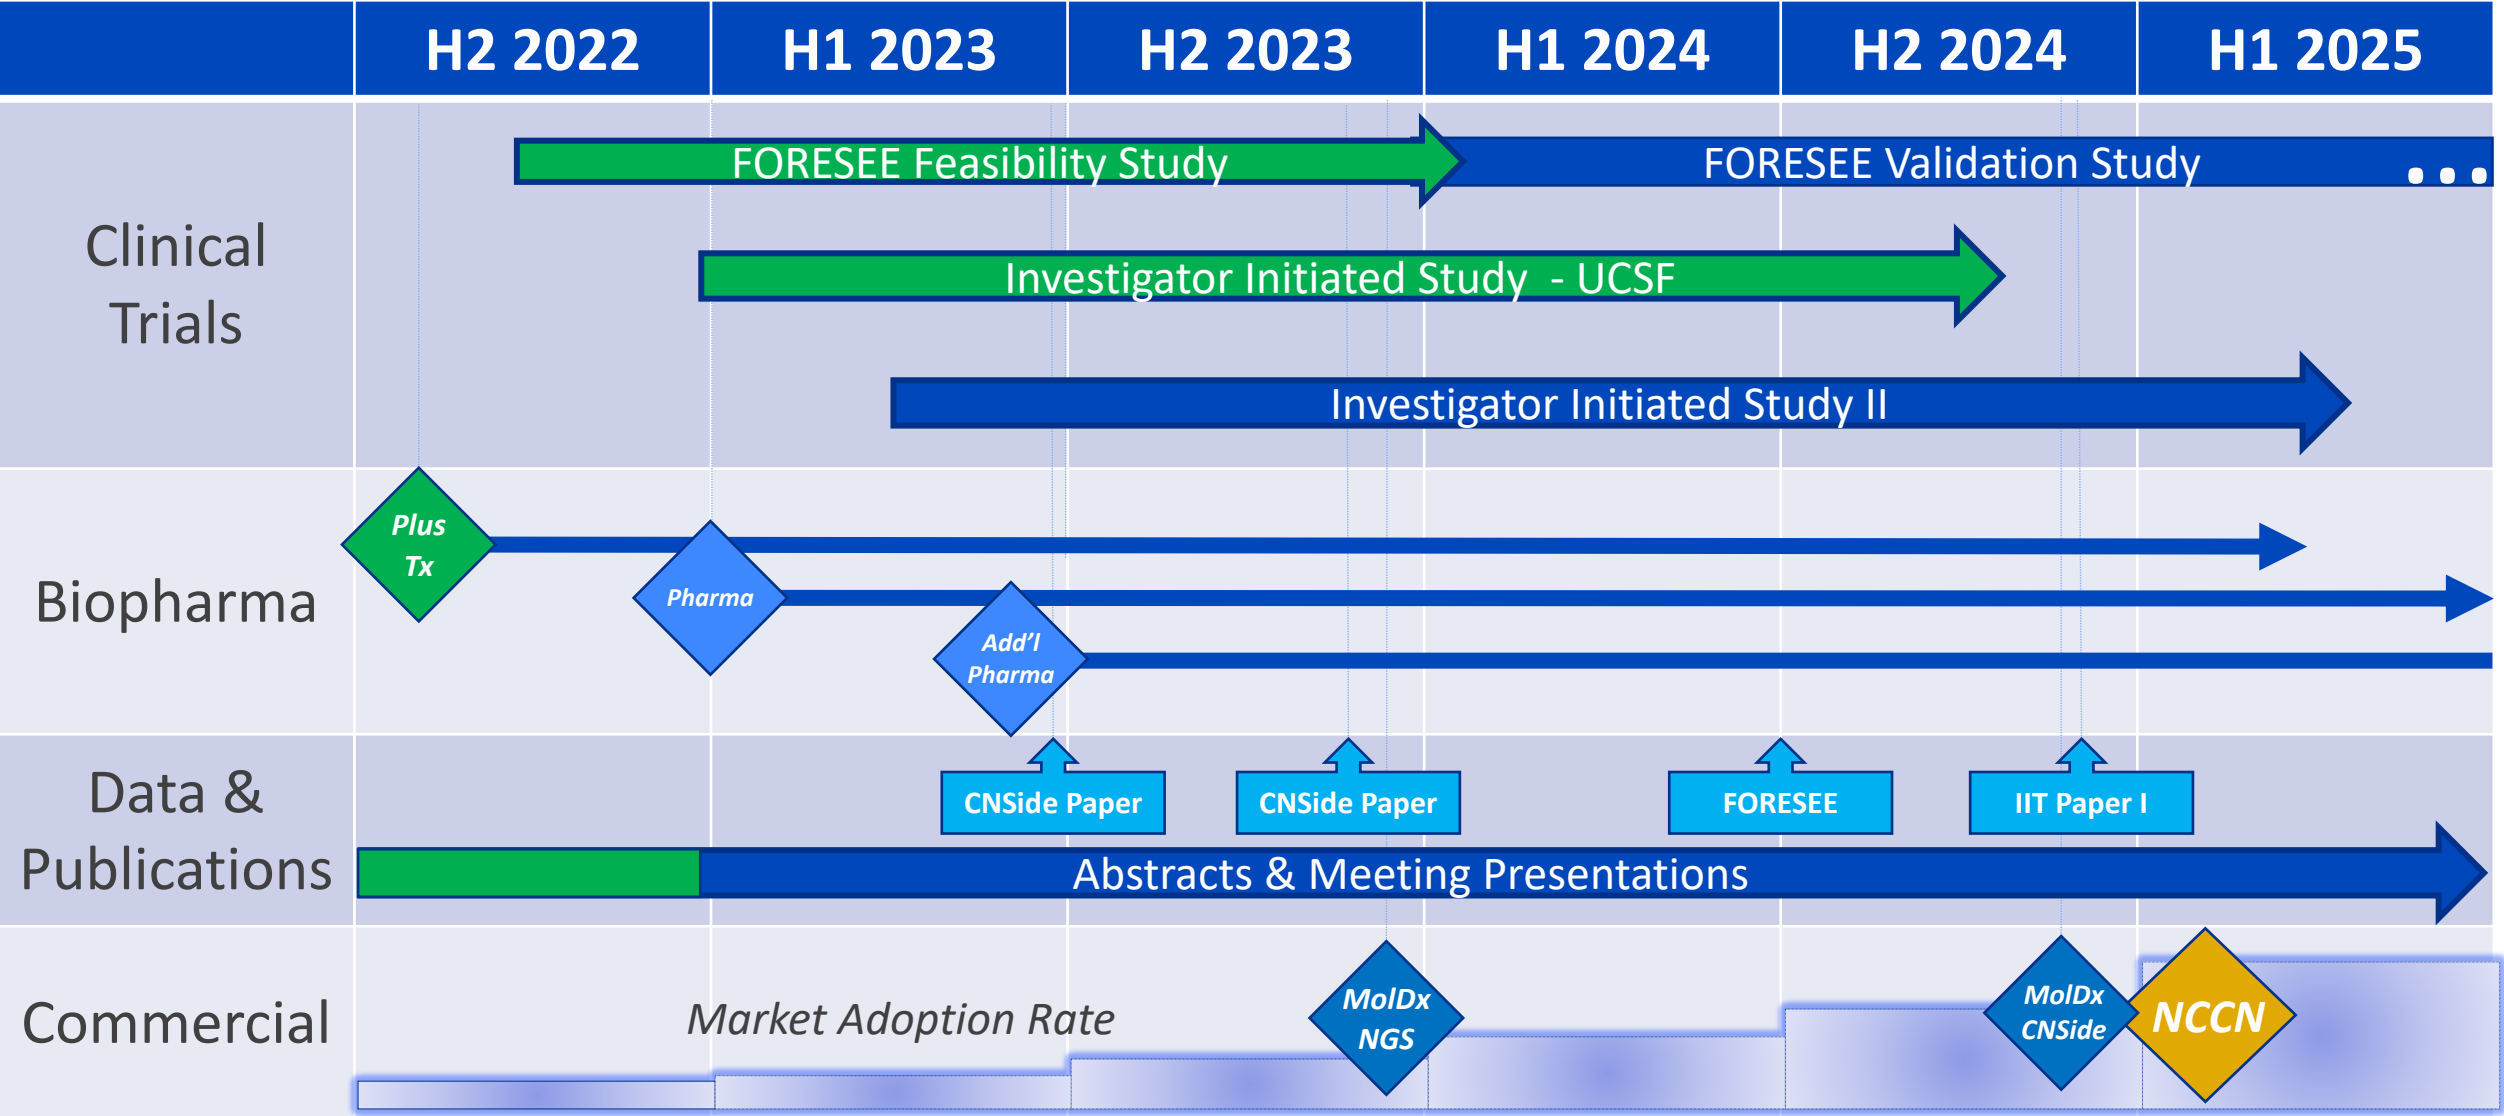 H2 2022
H1 2023
H2 2023
H1 2024
H2 2024
H1 2025
Clinical
Trials
FORESEE Feasibility Study
FORESEE Validation Study
...
Investigator Initiated Study - UCSF
Investigator Initiated Study II
Biopharma
Plus
Tx
Pharma
Add'l
Pharma
Data &
Publications
CNSide Paper
CNSide Paper
FORESEE
IIT Paper I
Abstracts & Meeting Presentations
Commercial
Market Adoption Rate
MolDx
NGS
MolDx
CNSide
NCCN